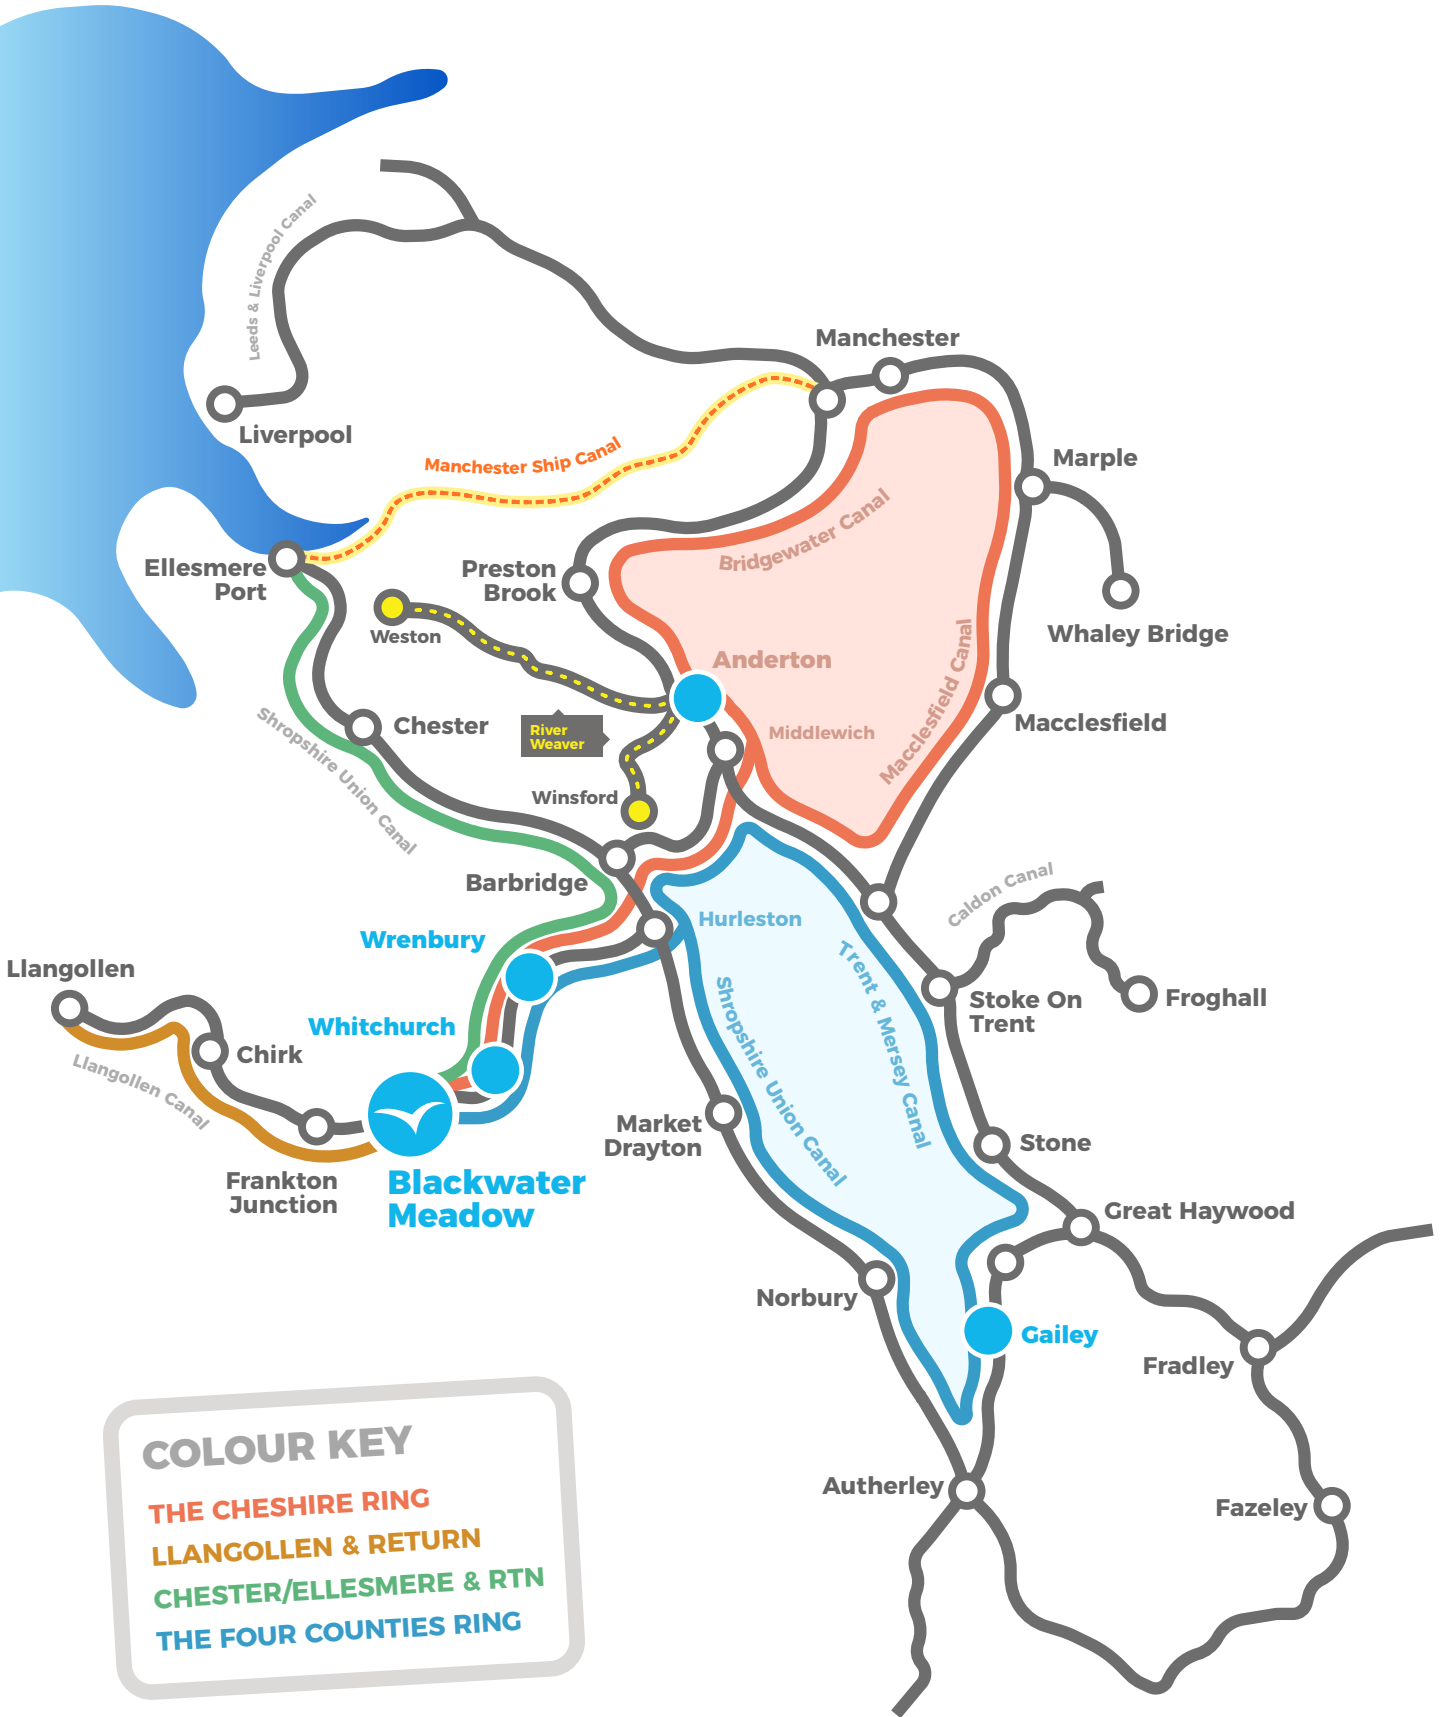 Leeds & Liverpool Canal
Manchester
Liverpool
Manchester Ship Canal
Marple
Bridgewater Canal
Ellesmere
Port
Preston
Brook
Weston
Whaley Bridge
Anderton
Macclesfield Canal
Macclesfield
Chester
River
Weaver
Middlewich
Shropshire Union Canal
Winsford
Barbridge
Caldon Canal
Hurleston
Wrenbury
Llangollen
Trent & Mersey Canal
Stoke On
Trent
Froghall
Whitchurch
Chirk
Llangollen Canal
Shropshire Union Canal
Market
Drayton
Stone
Frankton
Junction
Blackwater
Meadow
Great Haywood
Norbury
Gailey
Fradley
Autherley
Fazeley
COLOUR KEY
THE CHESHIRE RING
LLANGOLLEN & RETURN
CHESTER/ELLESMERE & RTN
THE FOUR COUNTIES RING